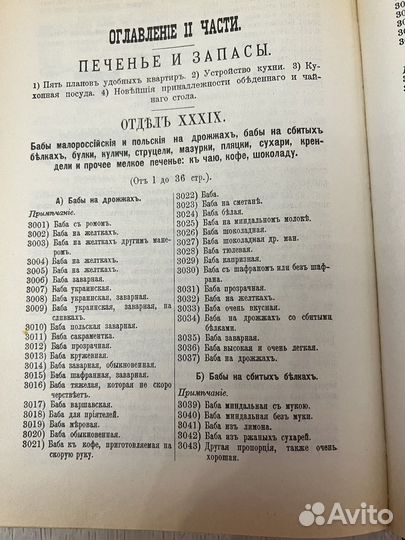 ОГЛАВЛЕНІЕ II ЧАСТИ.
ПЕЧЕНЬЕ И ЗАПАСЫ.
1) Пять плановъ удобныхъ квартиръ. 2) Устройство кухни. 3) Ку-
хонная посуда. 4) Новѣйшія приналлежности обѣденнаго и чай-
наго стола.
ОТДѢЛЪ XXXIX.
Бабы малороссійскія и польскія на дрожжахъ, бабы на сбитыхъ
бѣлкахъ, булки, куличи, струцели, мазурки, пляцки, сухари, крен-
дели и прочее мелкое печенье: къ чаю, кофе, шоколаду.
(Отъ 1 до 36 стр.).
А) Бабы на дрожжахъ.
Примѣчаніе.
3001) Баба съ ромомъ.
3002) Баба на желткахъ.
3003) Баба на желткахъ другимъ мане-
ромъ.
3004) Баба на желткахъ.
3005) Баба на желткахъ.
3006) Баба заварная.
3007) Баба украинская.
3008) Баба украинская, заварная.
3009) Баба украинская, заварная, на
сливкахъ.
3010) Баба польская заварная.
3011) Баба сакраментка.
3012) Баба прозрачная.
3013) Баба кружевная.
3014) Баба заварная, обыкновенная.
3015) Баба шафранная, заварная.
3016) Баба тяжелая, которая не скоро
черствѣетъ.
3017) Баба варшавская.
3018) Баба для пріятелей.
3019) Баба мѣровая.
3020) Баба обыкновенная.
3021) Баба къ кофе, приготовляемая на
скорую руку.
3022) Баба.
3023) Баба на сметанѣ.
3024) Баба бѣлая.
3025) Баба на миндальномъ молокѣ.
3026) Баба шоколадная.
3027) Баба шоколадная др. ман.
3028) Баба тюлевая.
3029) Баба капризная.
3030) Баба съ шафраномъ или безъ шаф-
рана.
3031) Баба прозрачная.
3032) Баба на желткахъ.
3033) Баба очень вкусная.
3034) Баба на дрожжахъ со сбитыми
бѣлками.
3035) Баба заварная.
3036) Баба высокая и очень легкая.
3037) Баба на дрожжахъ.
Б) Бабы на сбитыхъ бѣлкахъ.
Примѣчаніе.
3039) Баба миндальная съ мукою.
3040) Баба миндальная безъ муки.
3041) Баба изъ лимона.
3042) Баба изъ ржаныхъ сухарей.
3043) Другая пропорція, также очень
хорошая.
Avito